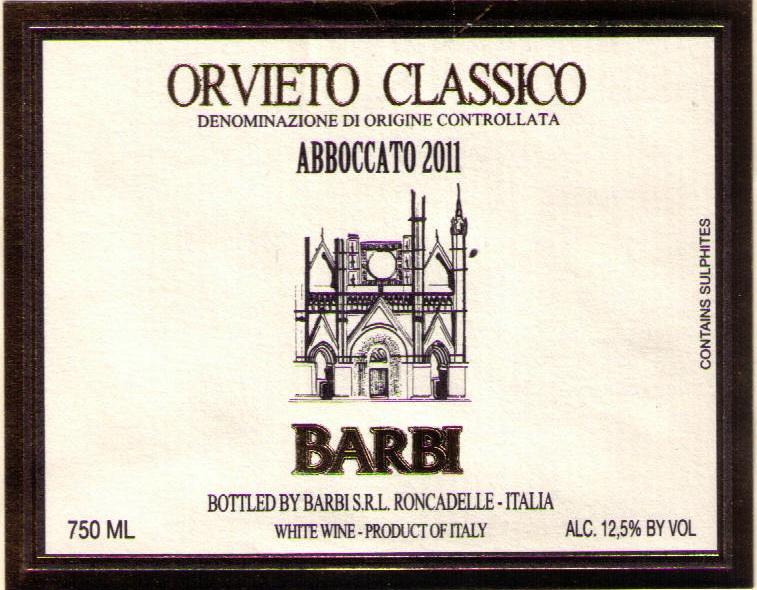 ORVIETO CLASSICO
DENOMINAZIONE DI ORIGINE CONTROLLATA
ABBOCCATO 2011
CONTAINS SULPHITES
BARBI
BOTTLED BY BARBI S.R.L. RONCADELLE - ITALIA
750 ML
WHITE WINE - PRODUCT OF ITALY
ALC. 12,5% BY VOL